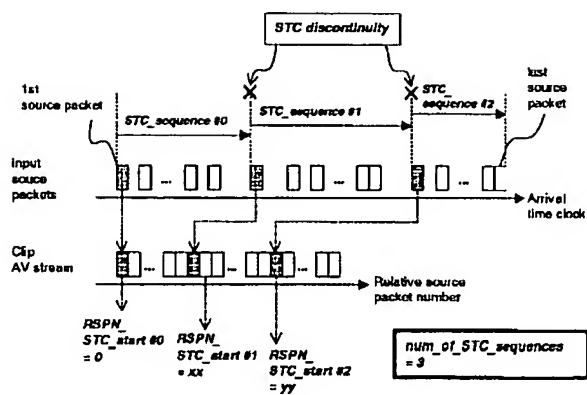 STC discontinuity
1st
source packet
STC_sequence #0
STC_sequence #1
STC_
sequence #2
last
source
packet
Input
souce
packets
...
...
...
Arrival
time clock
Clip
AV stream
...
...
...
Relative source
packet number
RSPN_
STC_start #0
= 0
RSPN_
STC_start #1
= xx
RSPN_
STC_start #2
= yy
num_of_STC_sequences
= 3